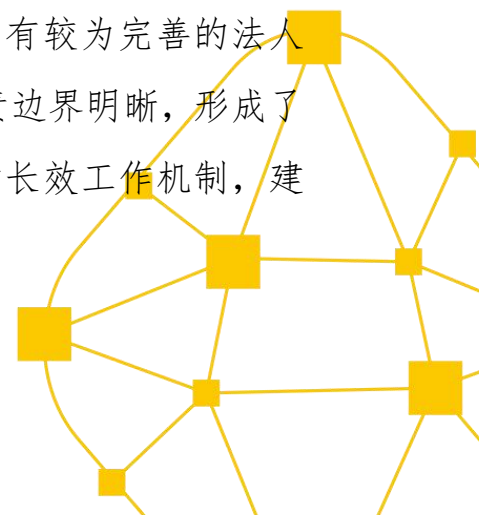 有较为完善的法人
边界明晰，形成了
长效工作机制，建